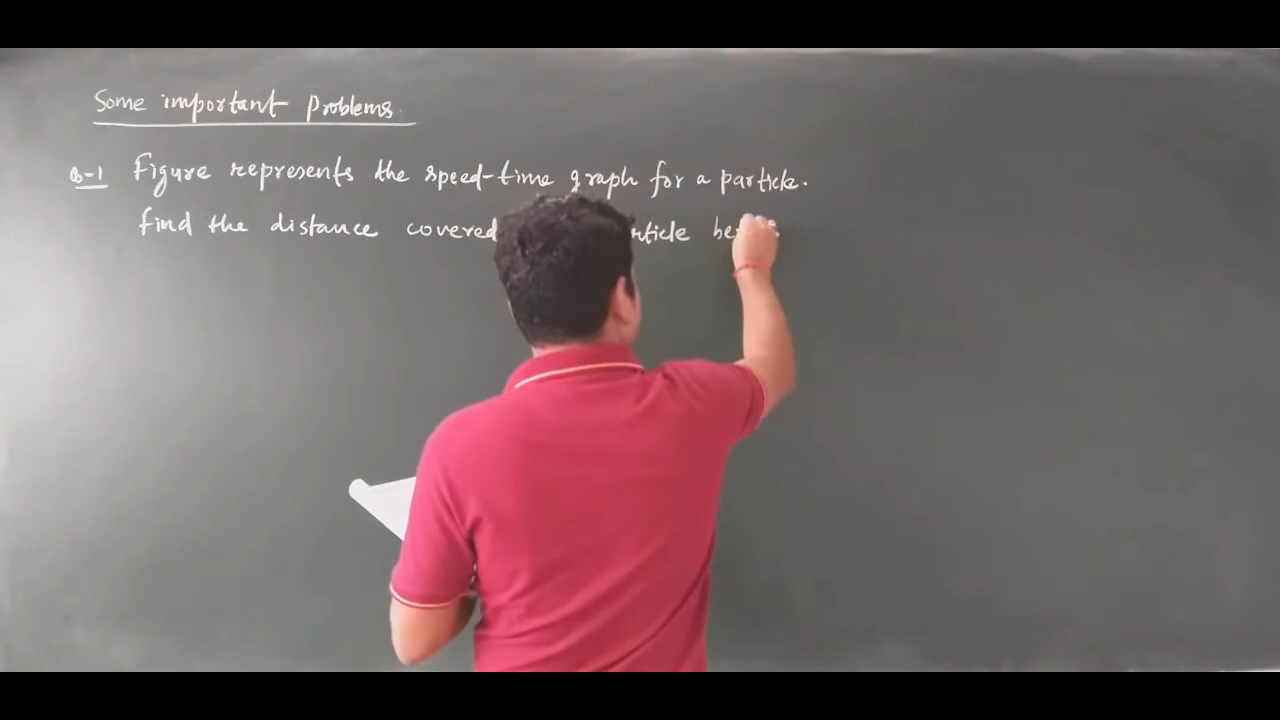 Some important Problems
Q-1 Figure represents the speed-time graph for a particle.
find the distance covered